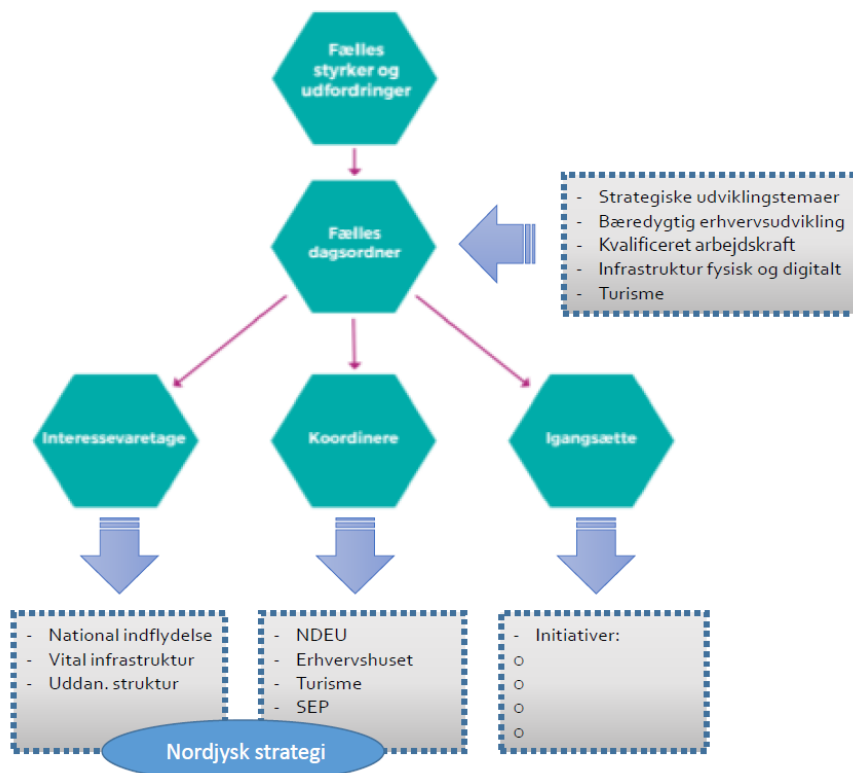 Fælles
styrker og
udfordringer
Fælles
dagsordner
- Strategiske udviklingstemaer
- Bæredygtig erhvervsudvikling
- Kvalificeret arbejdskraft
- Infrastruktur fysisk og digitalt
- Turisme
Interessevaretage
Koordinere
Igangsætte
- National indflydelse
- Vital infrastruktur
- Uddan. struktur
- NDEU
- Erhvervshuset
- Turisme
- SEP
- Initiativer:
o
o
o
o
Nordjysk strategi